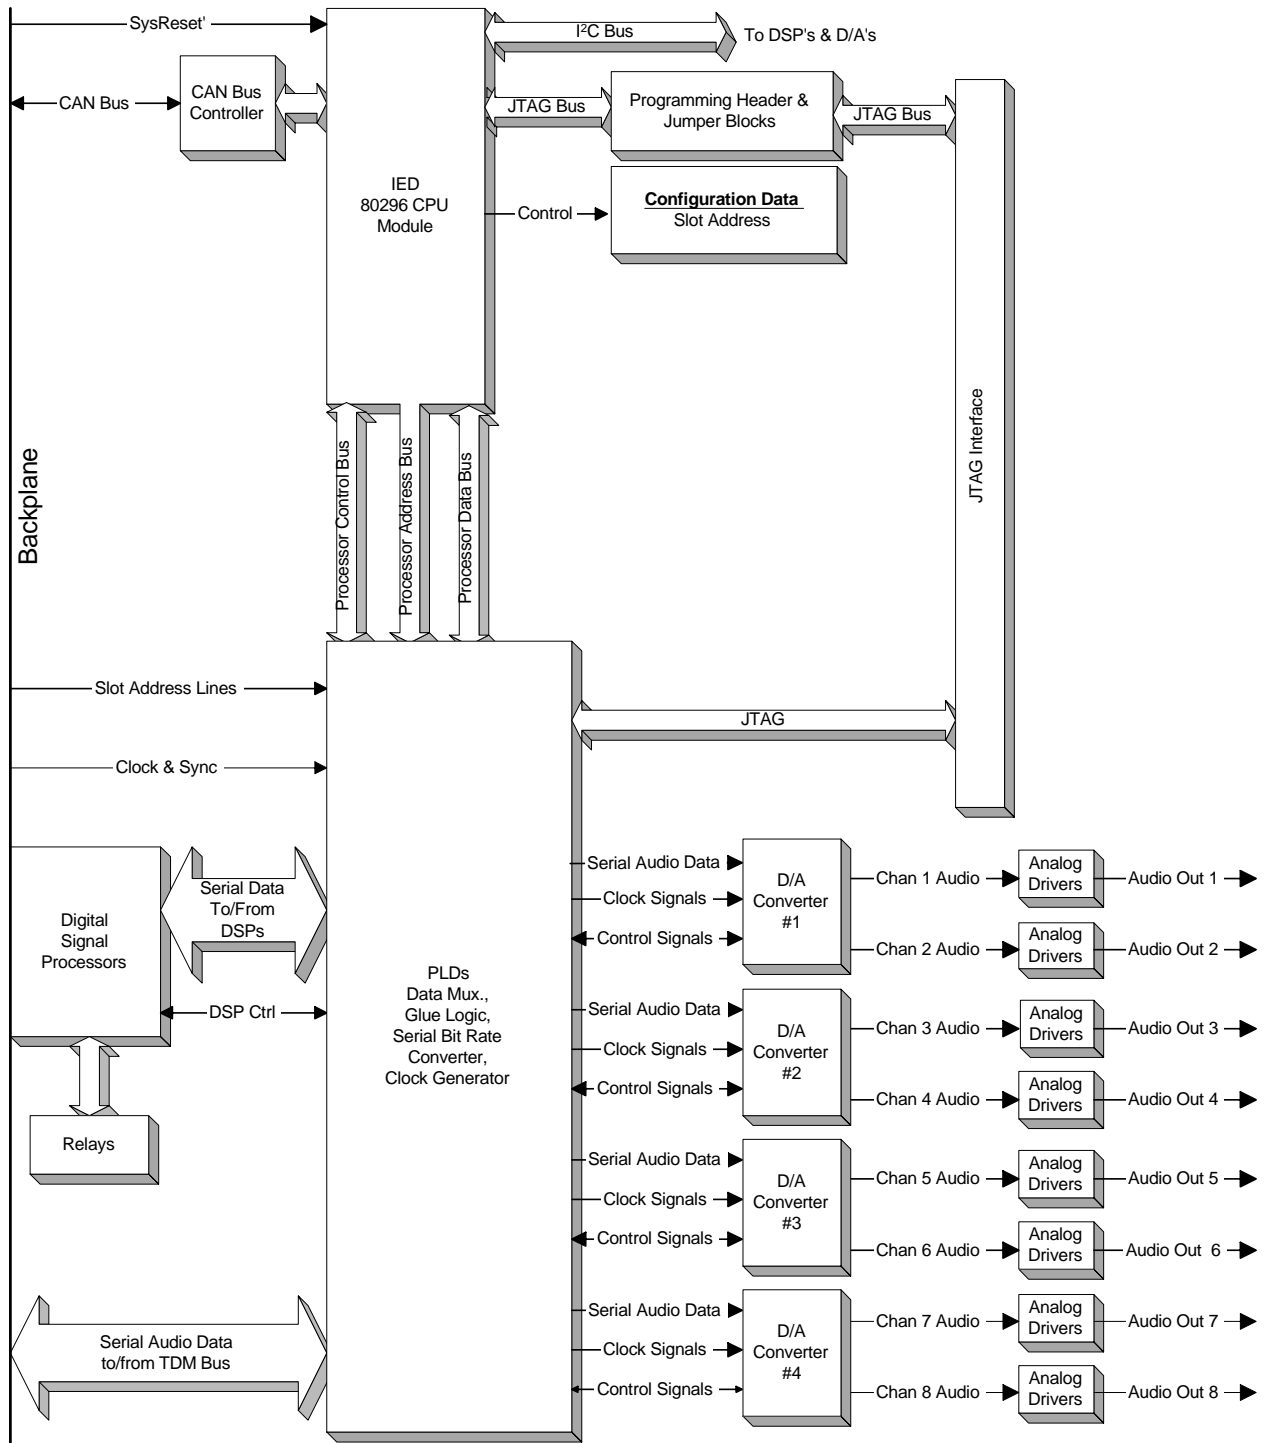 SysReset'
I²C Bus
To DSP's & D/A's
CAN Bus
CAN Bus
Controller
JTAG Bus
Programming Header &
Jumper Blocks
JTAG Bus
IED
80296 CPU
Module
Control
Configuration Data
Slot Address
JTAG Interface
Backplane
Processor Control Bus
Processor Address Bus
Processor Data Bus
Slot Address Lines
JTAG
Clock & Sync
Digital
Signal
Processors
Serial Data
To/From
DSPs
DSP Ctrl
Relays
Serial Audio Data
to/from TDM Bus
PLDs
Data Mux.,
Glue Logic,
Serial Bit Rate
Converter,
Clock Generator
Serial Audio Data
Clock Signals
Control Signals
D/A
Converter
#1
Chan 1 Audio
Analog
Drivers
Audio Out 1
Chan 2 Audio
Analog
Drivers
Audio Out 2
Serial Audio Data
Clock Signals
Control Signals
D/A
Converter
#2
Chan 3 Audio
Analog
Drivers
Audio Out 3
Chan 4 Audio
Analog
Drivers
Audio Out 4
Serial Audio Data
Clock Signals
Control Signals
D/A
Converter
#3
Chan 5 Audio
Analog
Drivers
Audio Out 5
Chan 6 Audio
Analog
Drivers
Audio Out 6
Serial Audio Data
Clock Signals
Control Signals
D/A
Converter
#4
Chan 7 Audio
Analog
Drivers
Audio Out 7
Chan 8 Audio
Analog
Drivers
Audio Out 8